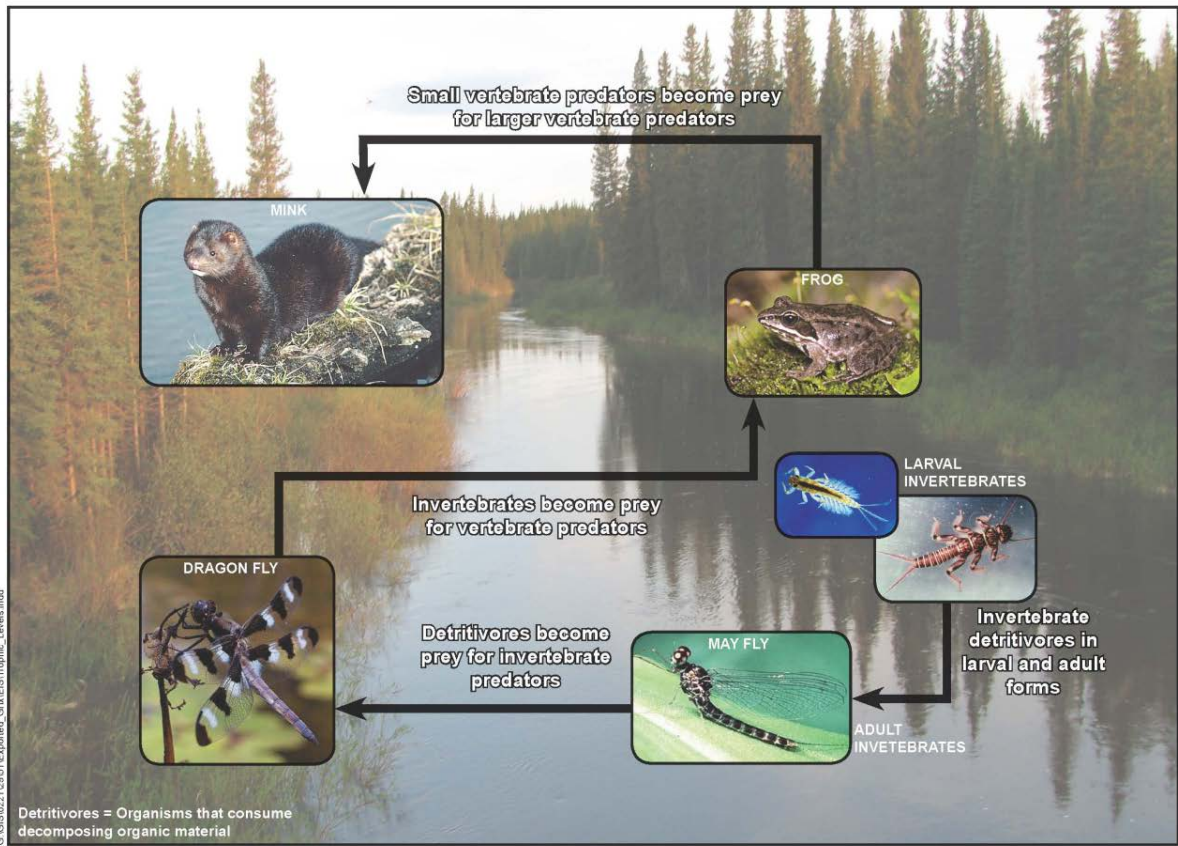 Small vertebrate predators become prey
for larger vertebrate predators
MINK
FROG
LARVAL
INVERTEBRATES
Invertebrates become prey
for vertebrate predators
DRAGON FLY
Detritivores become
prey for invertebrate
predators
MAY FLY
Invertebrate
detritivores in
larval and adult
forms
ADULT
INVETEBRATES
Detritivores = Organisms that consume
decomposing organic material